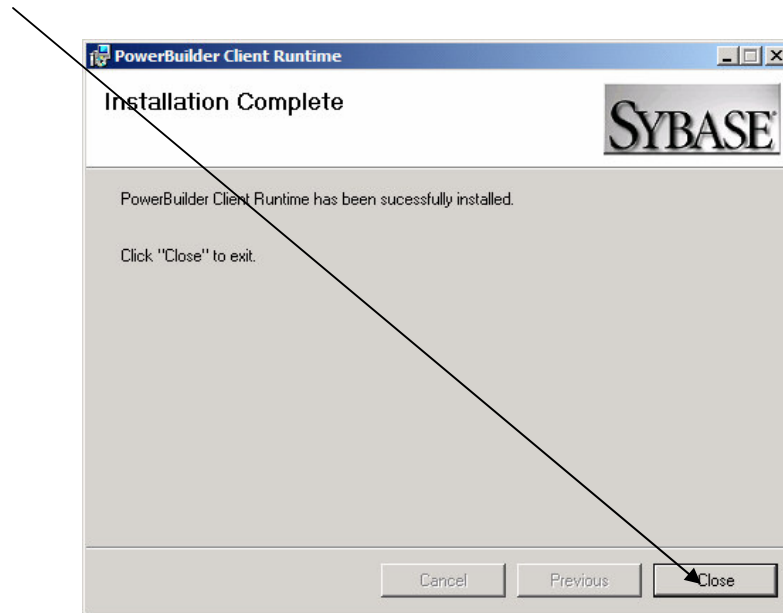 PowerBuilder Client Runtime
Installation Complete
SYBASE
PowerBuilder Client Runtime has been sucessfully installed.
Click "Close" to exit.
Cancel
Previous
Close